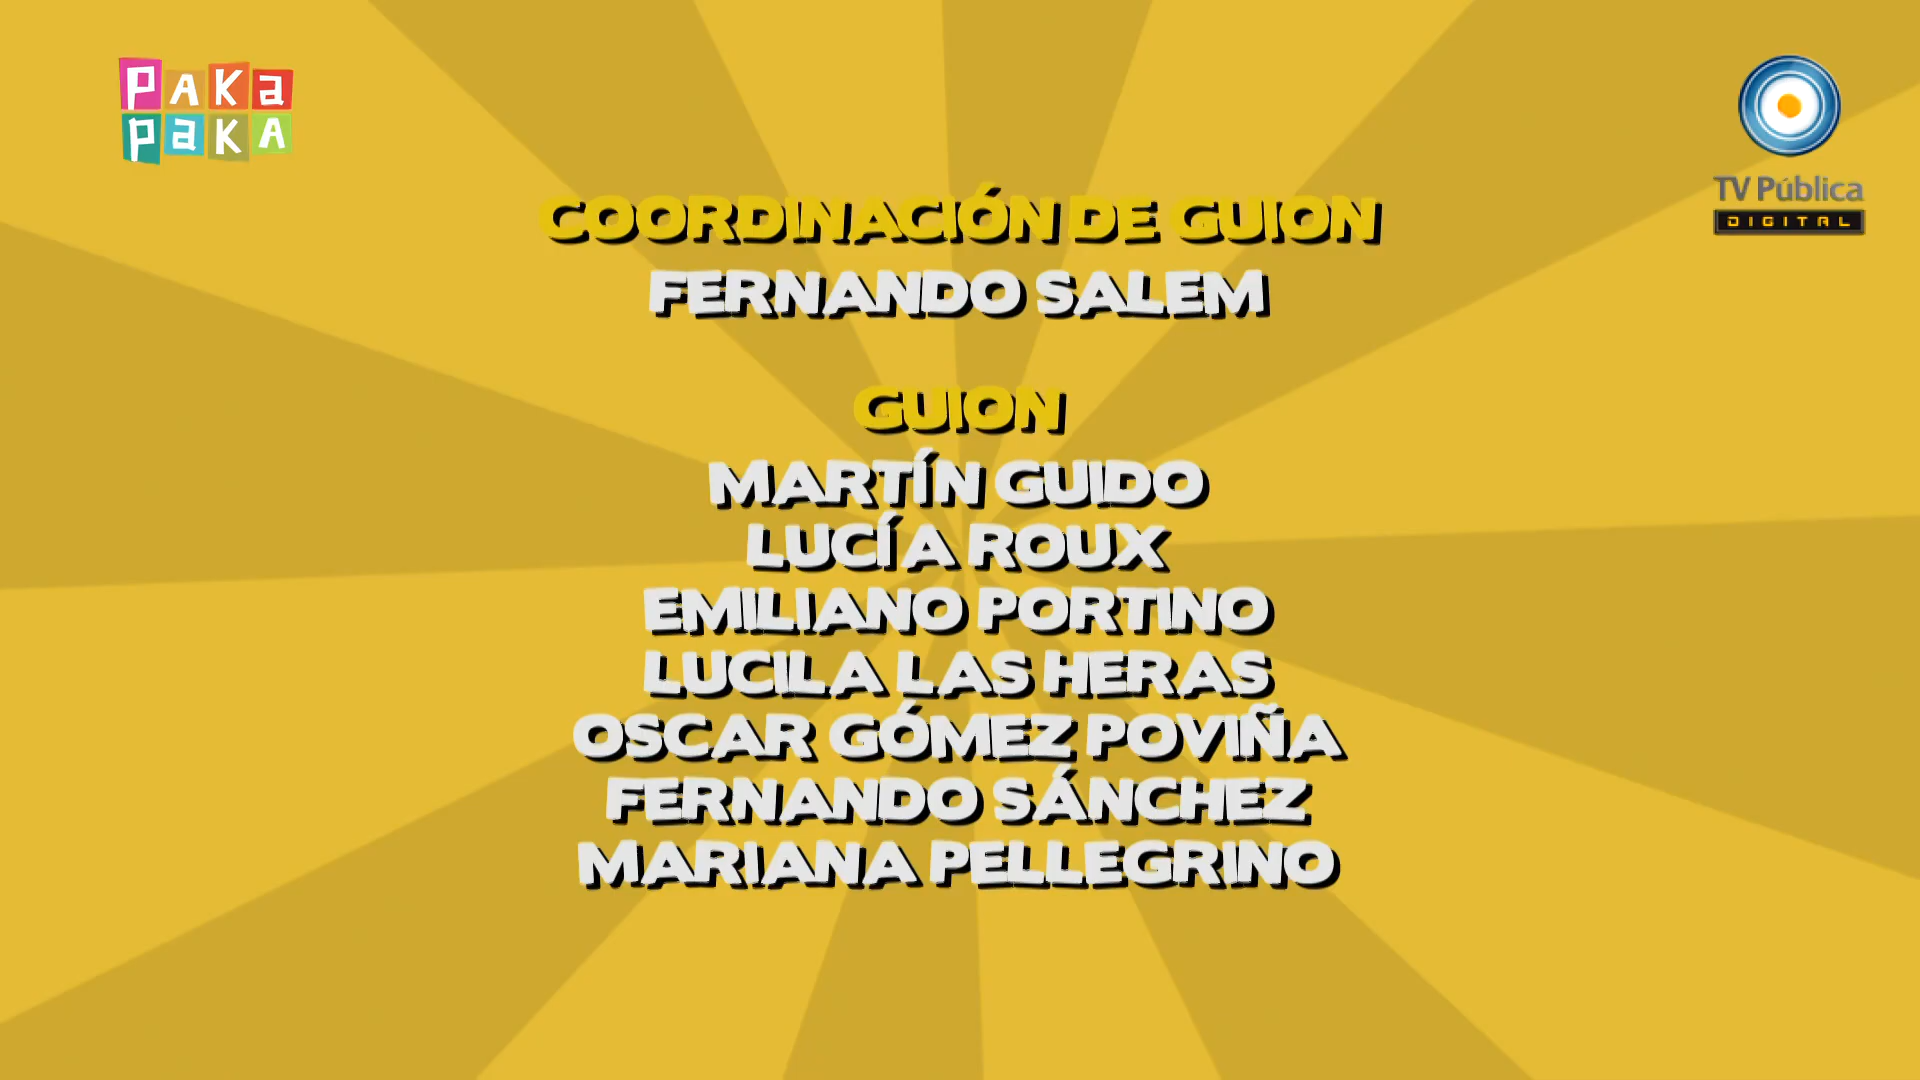 PAKA
PAKA
TV Pública
DIGITAL
COORDINACIÓN DE GUION
FERNANDO SALEM
GUION
MARTÍN GUIDO
LUCÍA ROUX
EMILIANO PORTINO
LUCILA LAS HERAS
OSCAR GÓMEZ POVIÑA
FERNANDO SÁNCHEZ
MARIANA PELLEGRINO